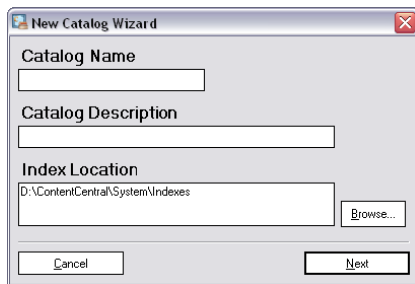 New Catalog Wizard
Catalog Name
Catalog Description
Index Location
D:\ContentCentral\System\Indexes
Browse...
Cancel
Next